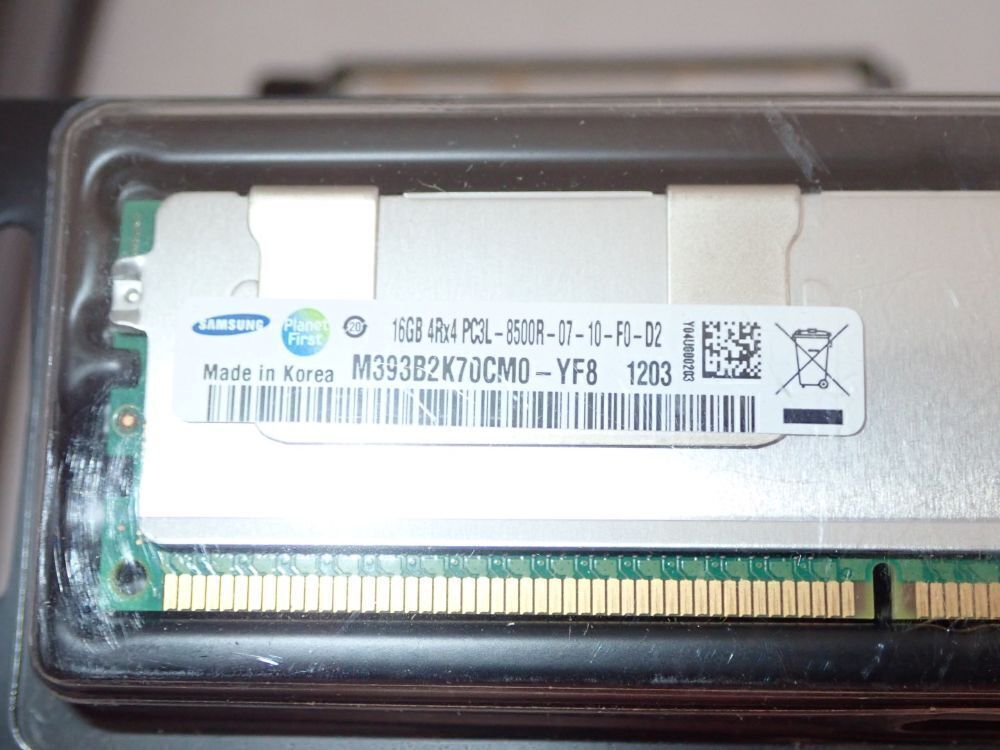 SAMSUNG
Planet First
20
16GB 4Rx4 PC3L-8500R-07-10-F0-D2
Made in Korea
M393B2K70CM0-YF8 1203